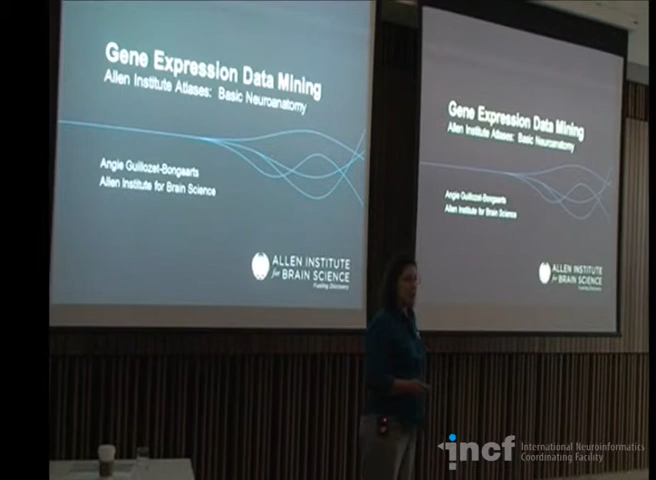 Gene Expression Data Mining
Allen Institute Atlases: Basic Neuroanatomy
Angie Guillozet-Bongaarts
Allen Institute for Brain Science
ALLEN INSTITUTE
for BRAIN SCIENCE
Fueling Discovery
Gene Expression Data Mining
Allen Institute Atlases: Basic Neuroanatomy
Angie Guillozet-Bongaarts
Allen Institute for Brain Science
ALLEN INSTITUTE
for BRAIN SCIENCE
Fueling Discovery
incf International Neuroinformatics
Coordinating Facility